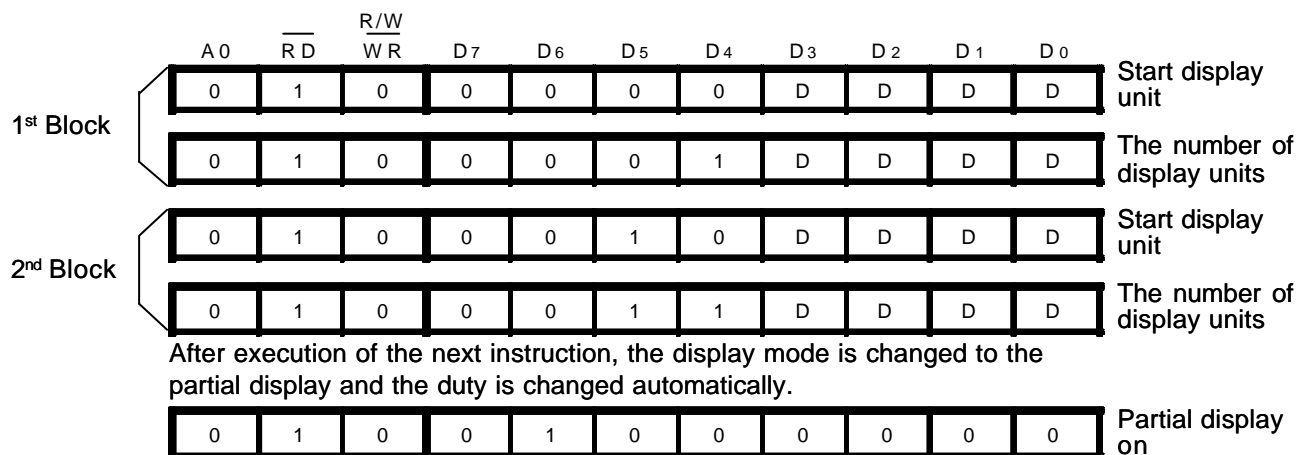 R/W
A0 RD WR D7 D6 D5 D4 D3 D2 D1 D0
1st Block
0 1 0 0 0 0 0 D D D D Start display unit
0 1 0 0 0 0 1 D D D D The number of display units
2nd Block
0 1 0 0 0 1 0 D D D D Start display unit
0 1 0 0 0 1 1 D D D D The number of display units
After execution of the next instruction, the display mode is changed to the
partial display and the duty is changed automatically.
0 1 0 0 1 0 0 0 0 0 0 Partial display on